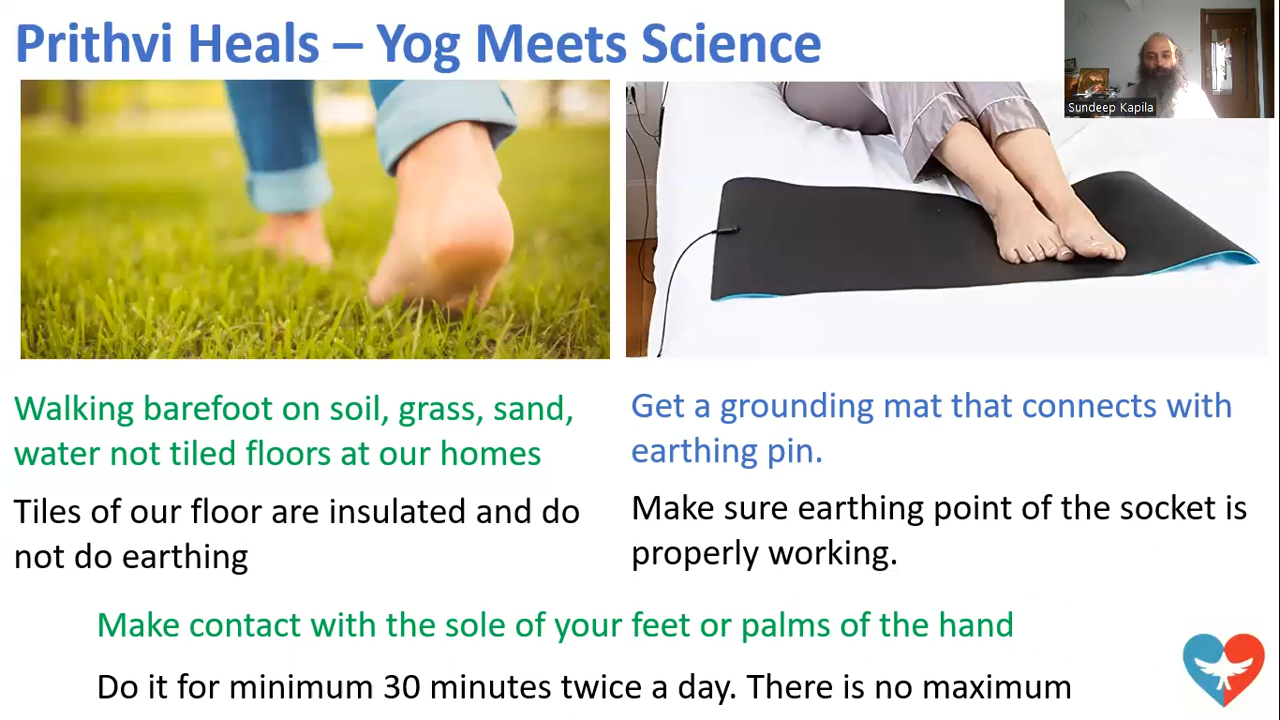 Prithvi Heals – Yog Meets Science
Sundeep Kapila
Walking barefoot on soil, grass, sand,
water not tiled floors at our homes
Tiles of our floor are insulated and do
not do earthing
Get a grounding mat that connects with
earthing pin.
Make sure earthing point of the socket is
properly working.
Make contact with the sole of your feet or palms of the hand
Do it for minimum 30 minutes twice a day. There is no maximum